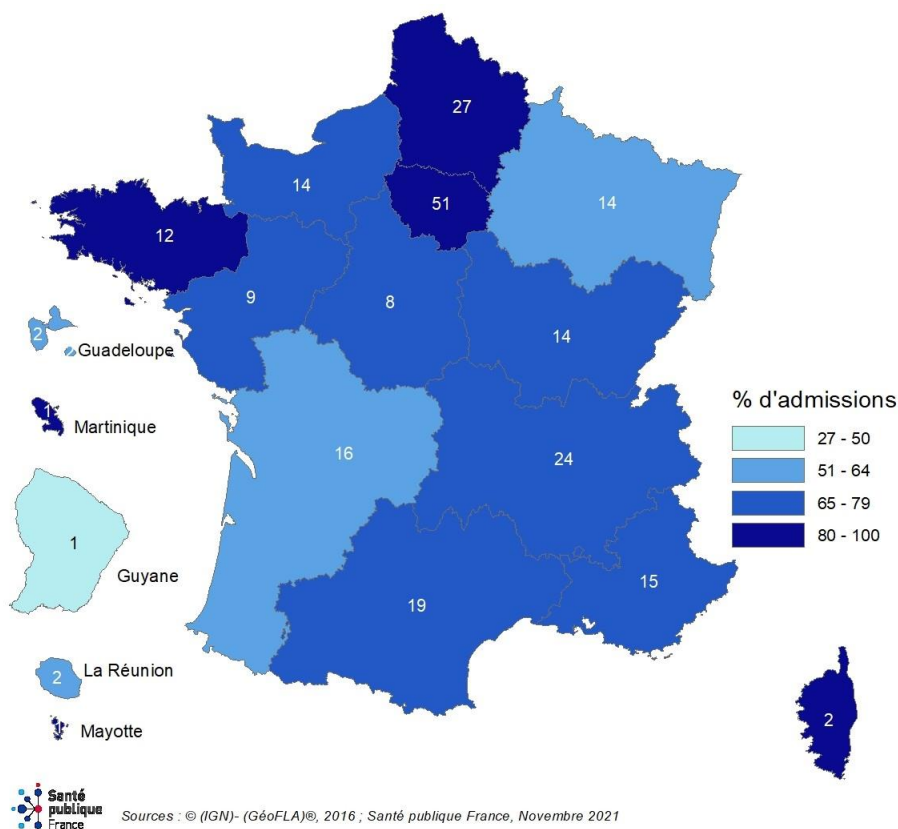 27
14
51
14
12
9
8
14
2
Guadeloupe
1
Martinique
16
24
% d'admissions
27 - 50
51 - 64
65 - 79
80 - 100
1
Guyane
19
15
2
La Réunion
1
Mayotte
2
Santé
publique
France
Sources : © (IGN)- (GéoFLA)®, 2016 ; Santé publique France, Novembre 2021